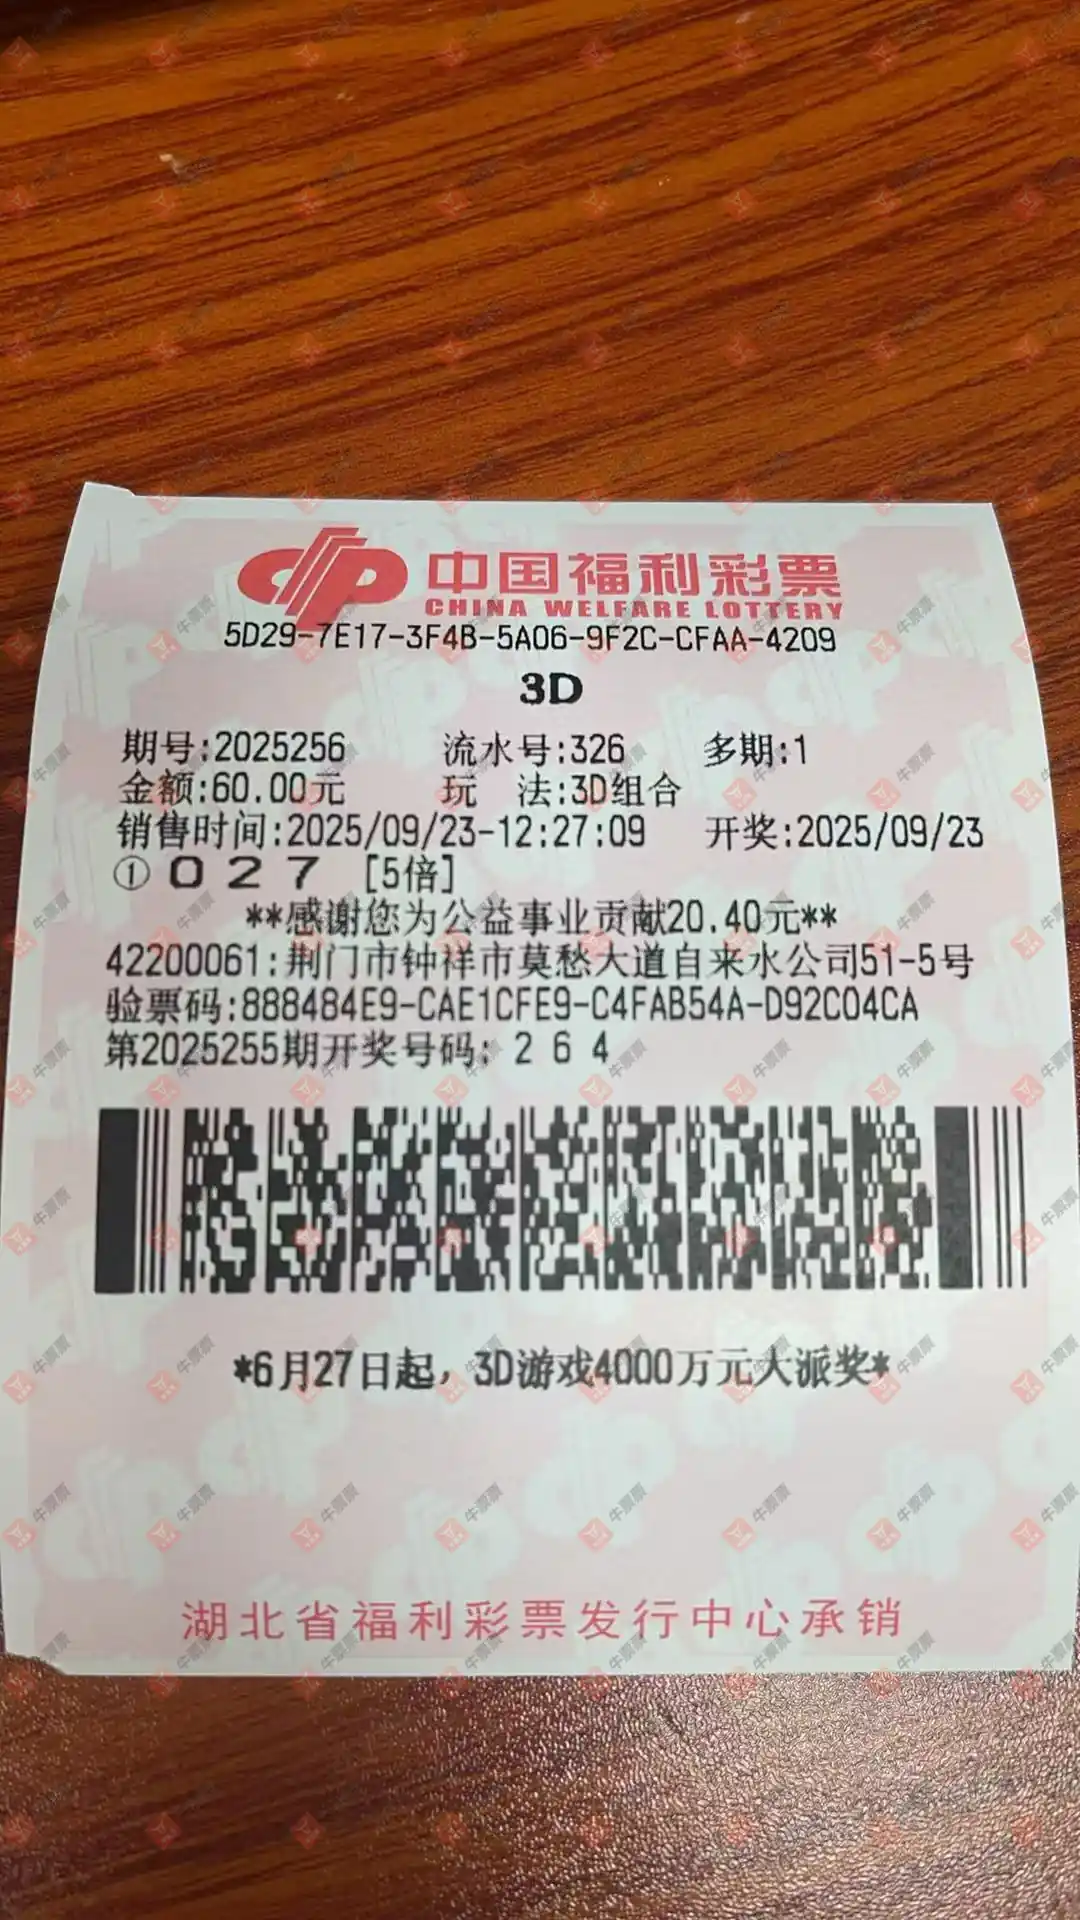 中国福利彩票
CHINA WELFARE LOTTERY
5D29-7E17-3F4B-5A06-9F2C-CFAA-4209
3D
期号:2025256 流水号:326 多期:1
金额:60.00元 玩 法:3D组合
销售时间:2025/09/23-12:27:09 开奖:2025/09/23
① 0 2 7 [5倍]
**感谢您为公益事业贡献20.40元**
42200061:荆门市钟祥市莫愁大道自来水公司51-5号
验票码:888484E9-CAE1CFE9-C4FAB54A-D92C04CA
第2025255期开奖号码: 2 6 4
*6月27日起，3D游戏4000万元大派奖*
湖北省福利彩票发行中心承销
牛票票